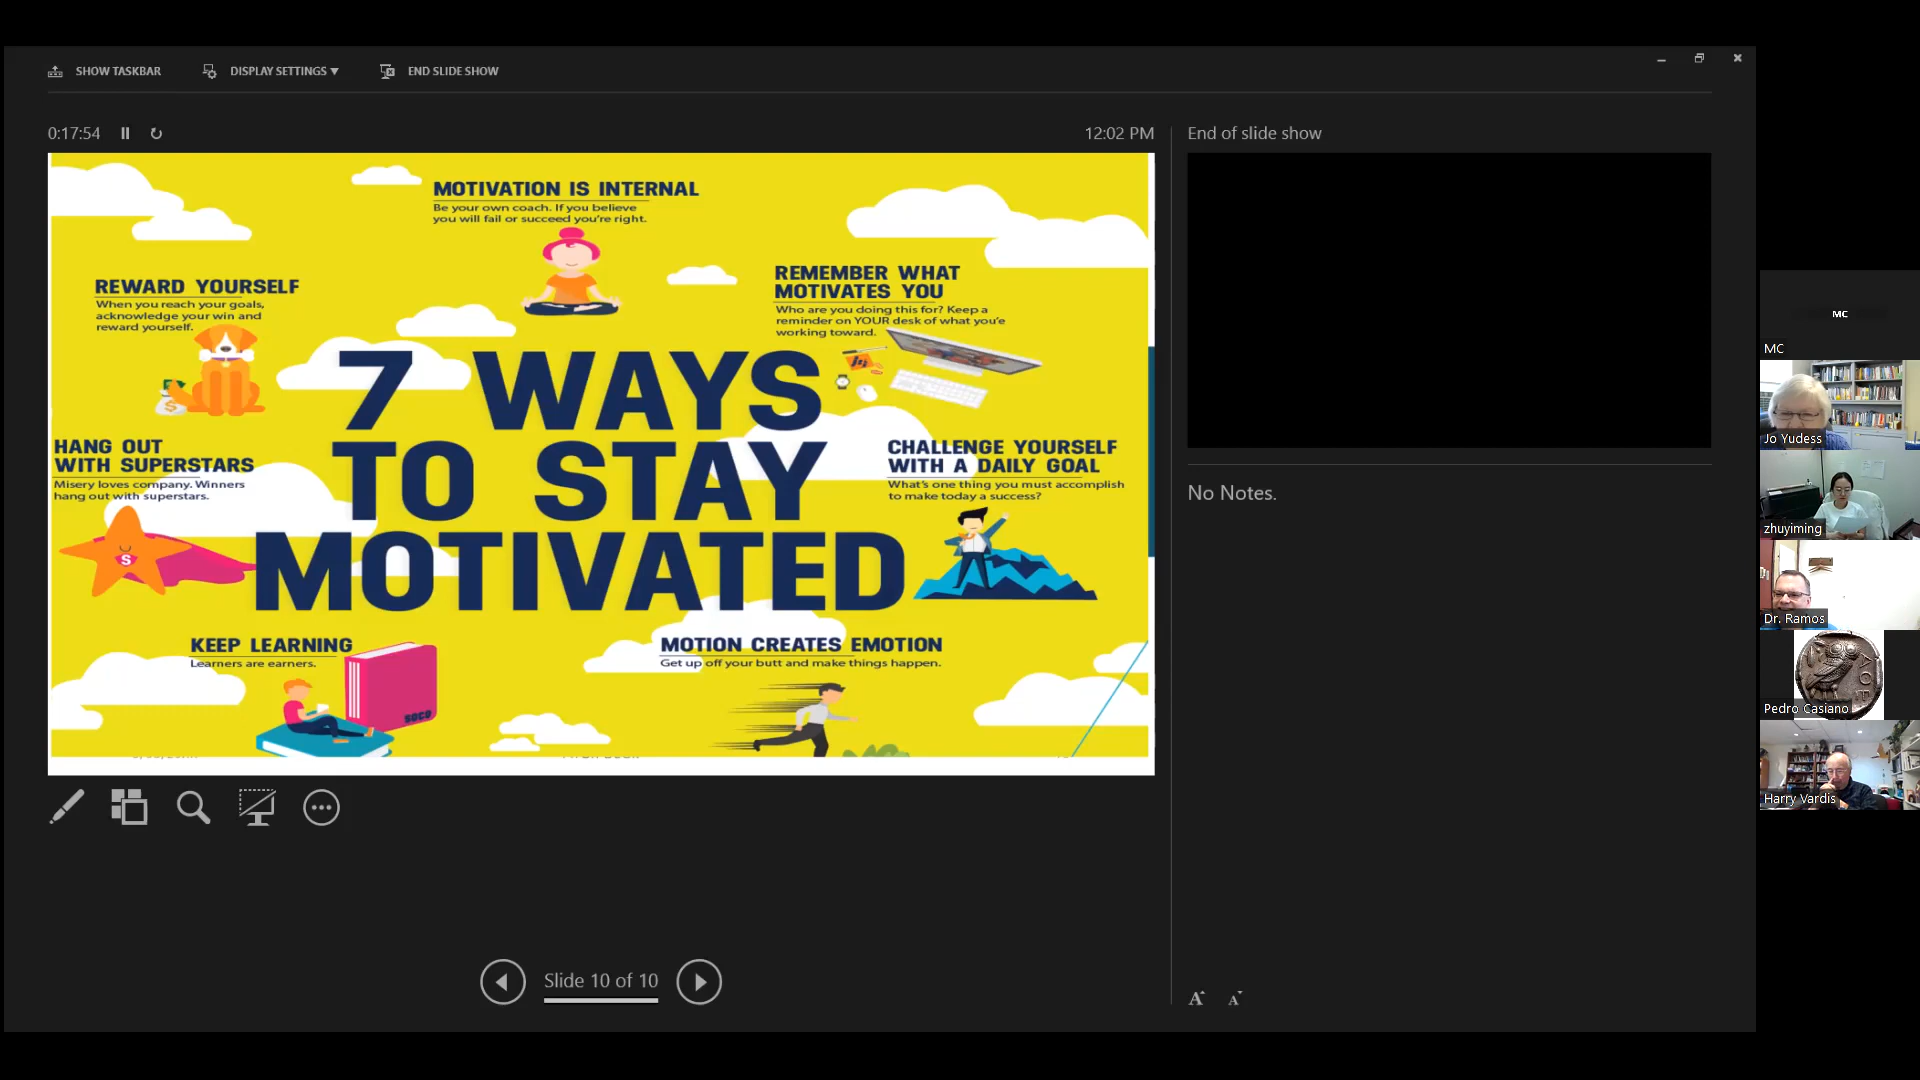 SHOW TASKBAR
DISPLAY SETTINGS ▼
END SLIDE SHOW
0:17:54
12:02 PM
End of slide show
MOTIVATION IS INTERNAL
Be your own coach. If you believe
you will fail or succeed you're right.
REWARD YOURSELF
When you reach your goals,
acknowledge your win and
reward yourself.
REMEMBER WHAT
MOTIVATES YOU
Who are you doing this for? Keep a
reminder on YOUR desk of what you'e
working toward.
7 WAYS
TO STAY
MOTIVATED
HANG OUT
WITH SUPERSTARS
Misery loves company. Winners
hang out with superstars.
S
CHALLENGE YOURSELF
WITH A DAILY GOAL
What's one thing you must accomplish
to make today a success?
KEEP LEARNING
Learners are earners.
SOCO
MOTION CREATES EMOTION
Get up off your butt and make things happen.
Slide 10 of 10
No Notes.
A
A
MC
MC
Jo Yudess
zhuyiming
Dr. Ramos
Pedro Casiano
Harry Vardis